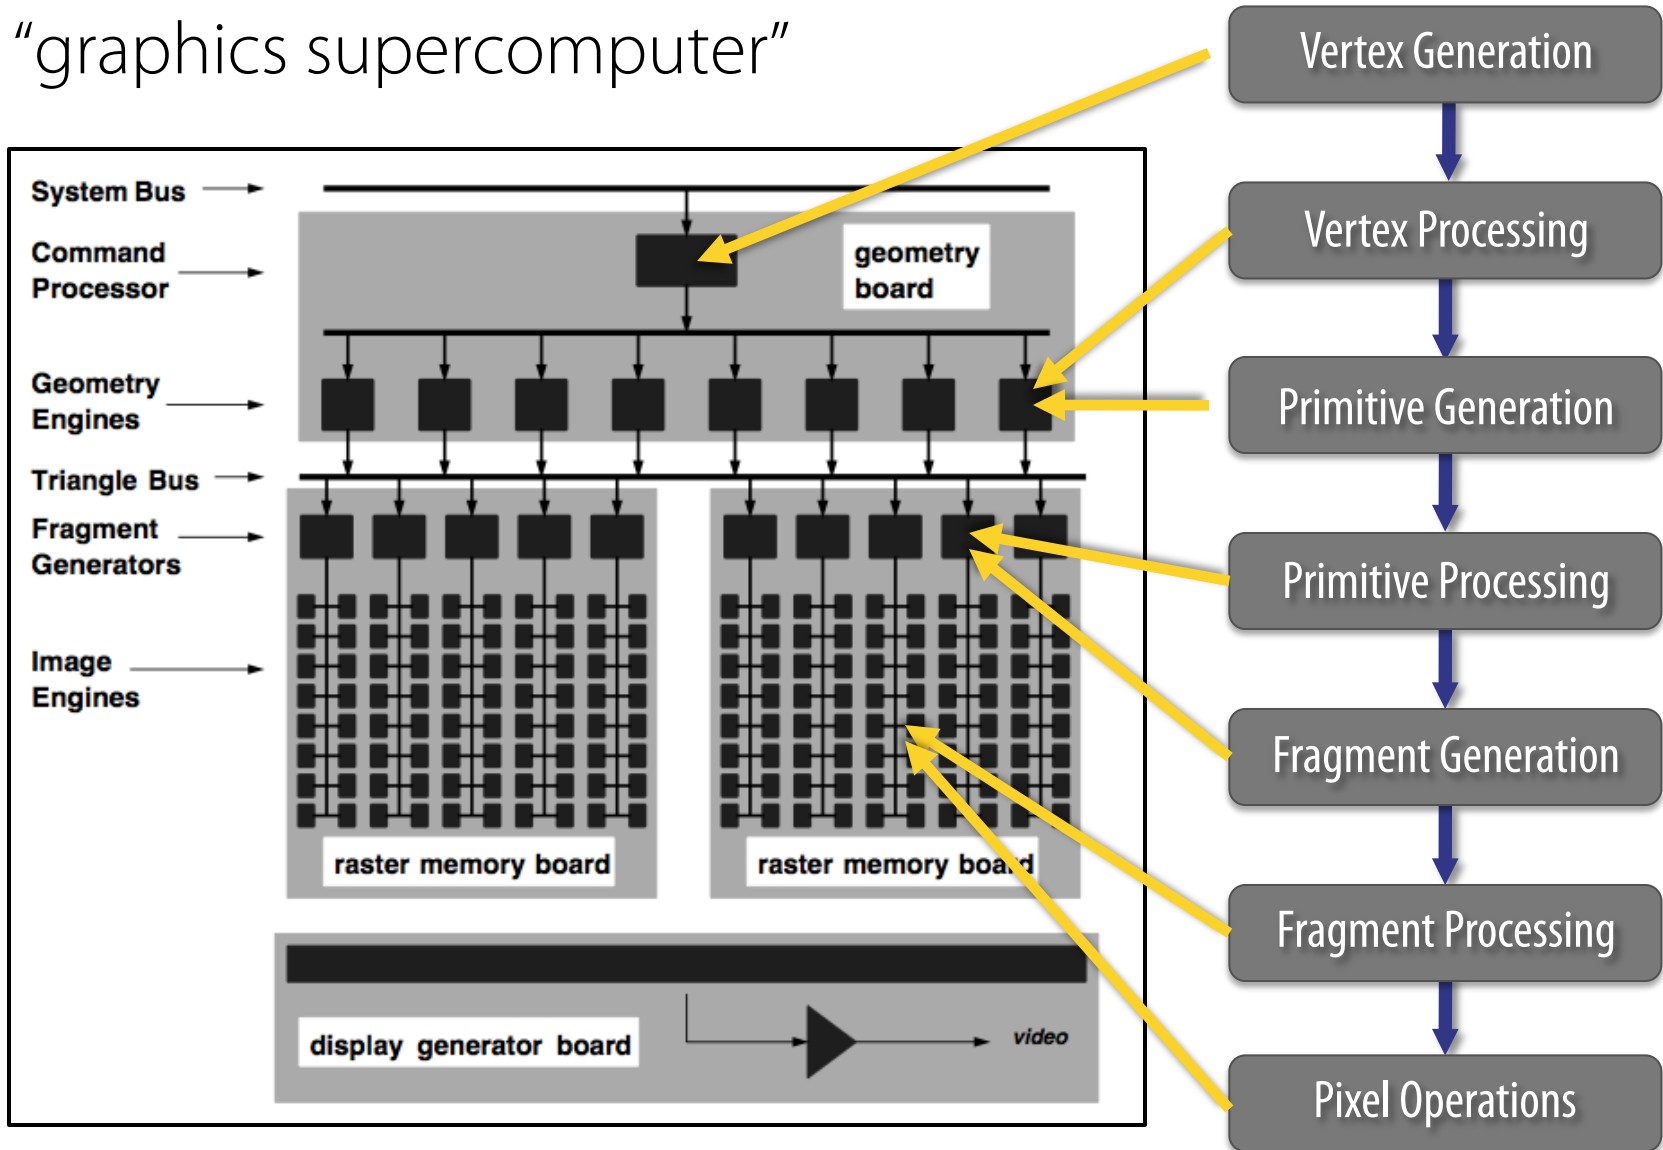 “graphics supercomputer”
System Bus
Command
Processor
geometry
board
Geometry
Engines
Triangle Bus
Fragment
Generators
Image
Engines
raster memory board
raster memory board
display generator board
video
Vertex Generation
Vertex Processing
Primitive Generation
Primitive Processing
Fragment Generation
Fragment Processing
Pixel Operations